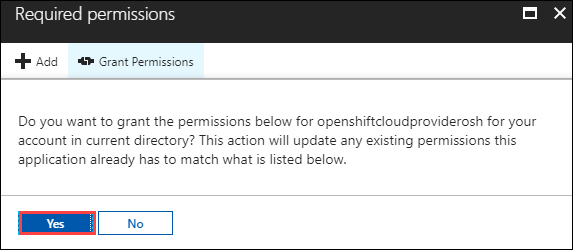 Required permissions
Add Grant Permissions
Do you want to grant the permissions below for openshiftcloudproviderosh for your
account in current directory? This action will update any existing permissions this
application already has to match what is listed below.
Yes No